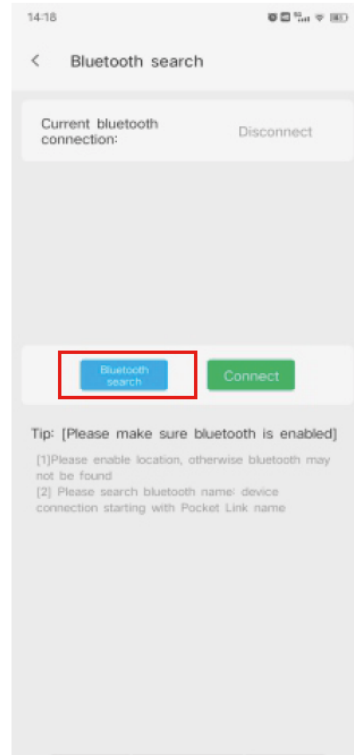 14:18
Bluetooth search
Current bluetooth
connection:
Disconnect
Bluetooth
search
Connect
Tip: [Please make sure bluetooth is enabled]
[1]Please enable location, otherwise bluetooth may
not be found
[2] Please search bluetooth name: device
connection starting with Pocket Link name